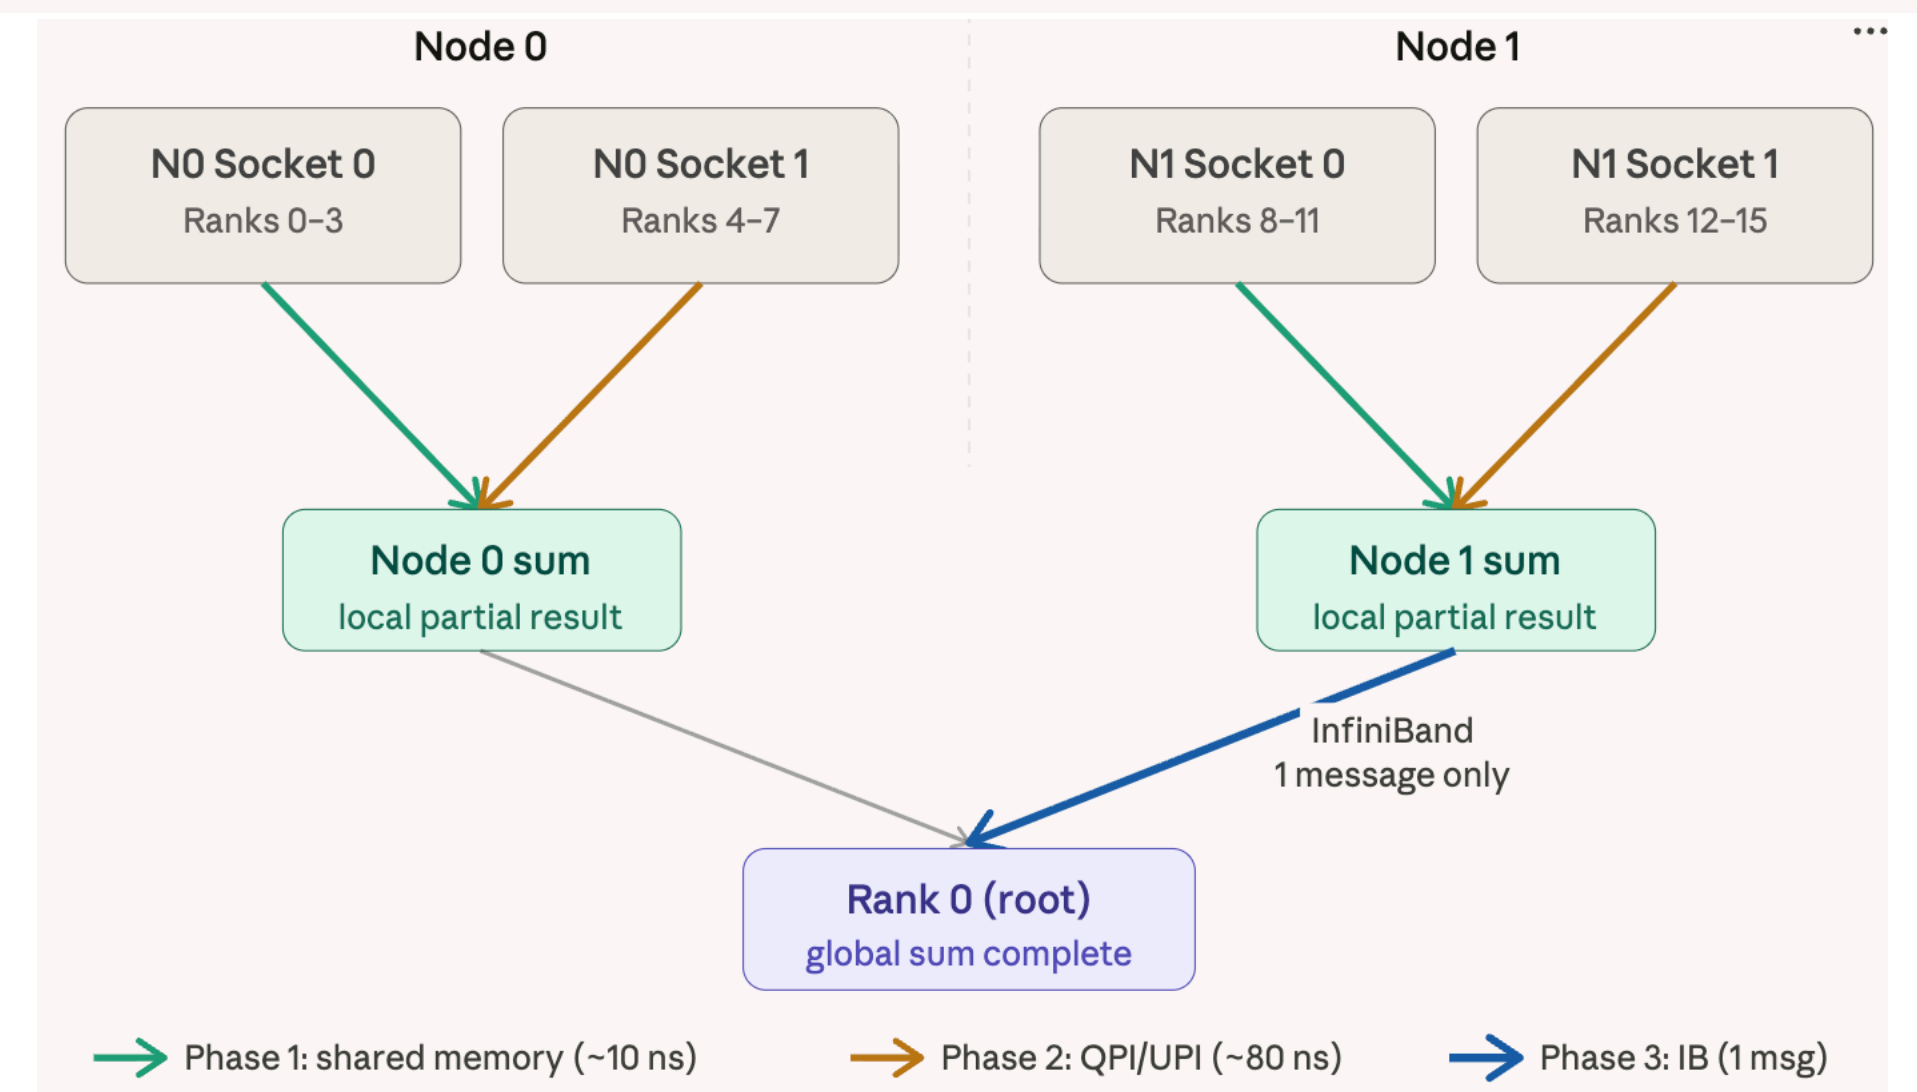 Node 0
Node 1
N0 Socket 0
Ranks 0–3
N0 Socket 1
Ranks 4–7
N1 Socket 0
Ranks 8–11
N1 Socket 1
Ranks 12–15
Node 0 sum
local partial result
Node 1 sum
local partial result
InfiniBand
1 message only
Rank 0 (root)
global sum complete
Phase 1: shared memory (~10 ns)
Phase 2: QPI/UPI (~80 ns)
Phase 3: IB (1 msg)